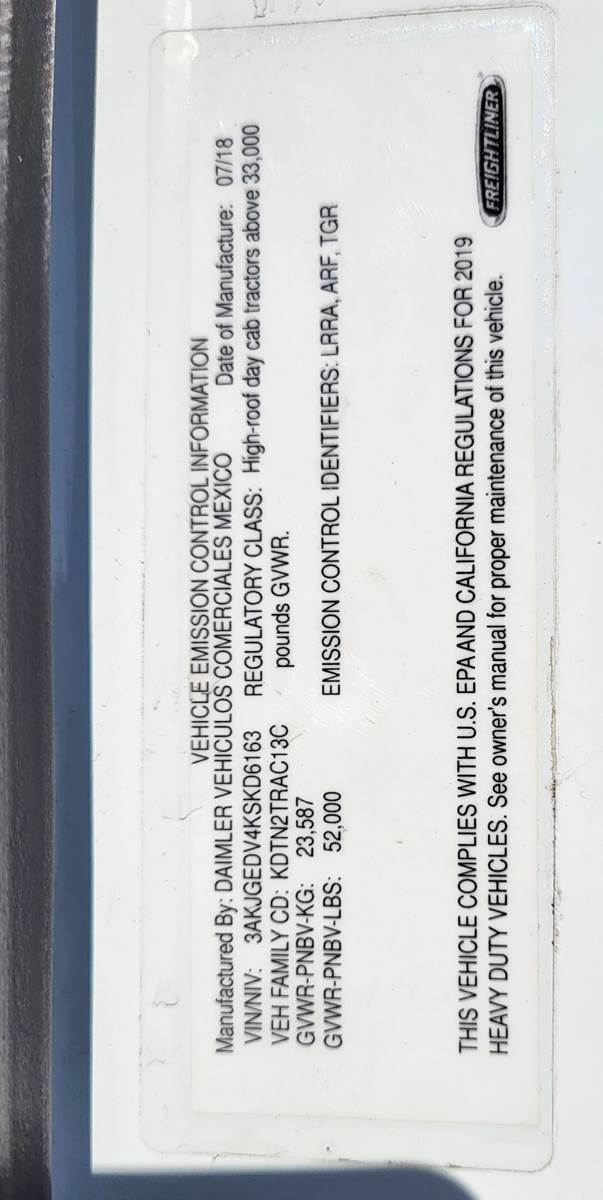 VEHICLE EMISSION CONTROL INFORMATION
Manufactured By: DAIMLER VEHICULOS COMERCIALES MEXICO Date of Manufacture: 07/18
VIN/NIV: 3AKJGEDV4KSKD6163 REGULATORY CLASS: High-roof day cab tractors above 33,000
VEH FAMILY CD: KDTN2TRAC13C pounds GVWR.
GVWR-PNBV-KG: 23,587
GVWR-PNBV-LBS: 52,000 EMISSION CONTROL IDENTIFIERS: LRRA, ARF, TGR
THIS VEHICLE COMPLIES WITH U.S. EPA AND CALIFORNIA REGULATIONS FOR 2019
HEAVY DUTY VEHICLES. See owner's manual for proper maintenance of this vehicle.
FREIGHTLINER